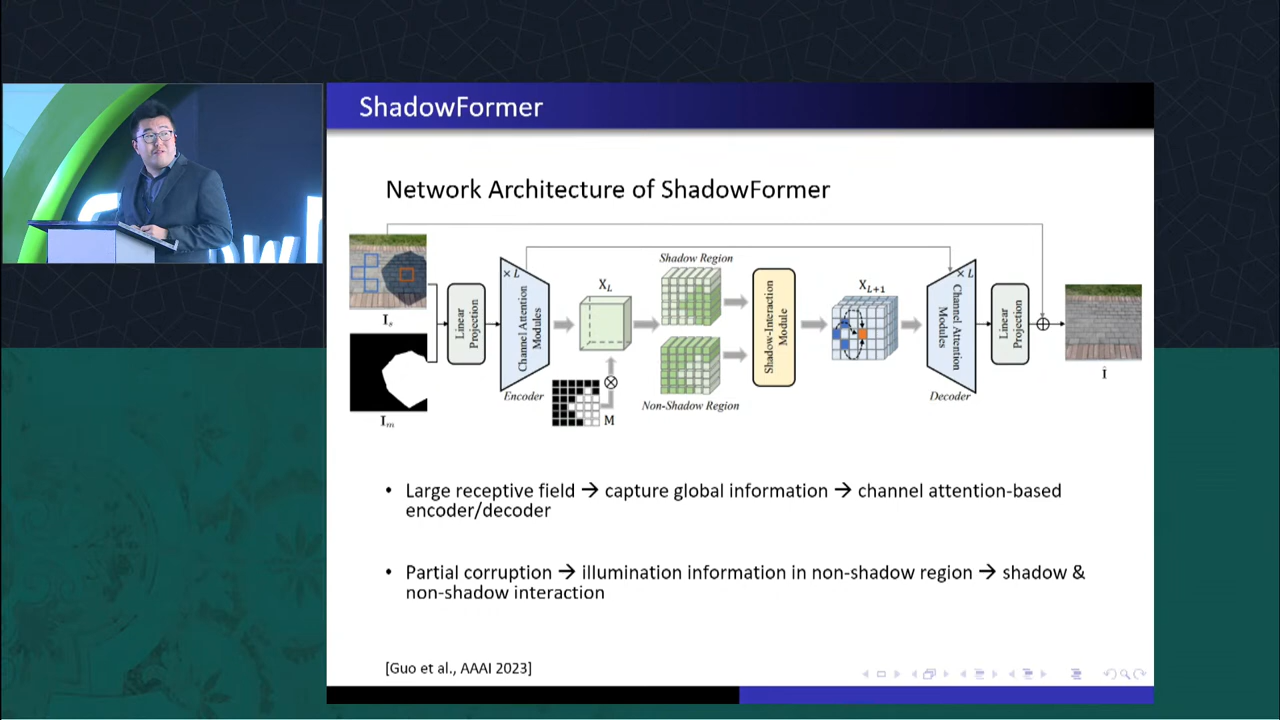 ShadowFormer
Network Architecture of ShadowFormer
I_s
I_m
Linear
Projection
× L
Channel Attention
Modules
Encoder
X_L
M
Shadow Region
Non-Shadow Region
Shadow-Interaction
Module
X_{L+1}
× L
Channel Attention
Modules
Decoder
Linear
Projection
Î
• Large receptive field → capture global information → channel attention-based
encoder/decoder
• Partial corruption → illumination information in non-shadow region → shadow &
non-shadow interaction
[Guo et al., AAAI 2023]